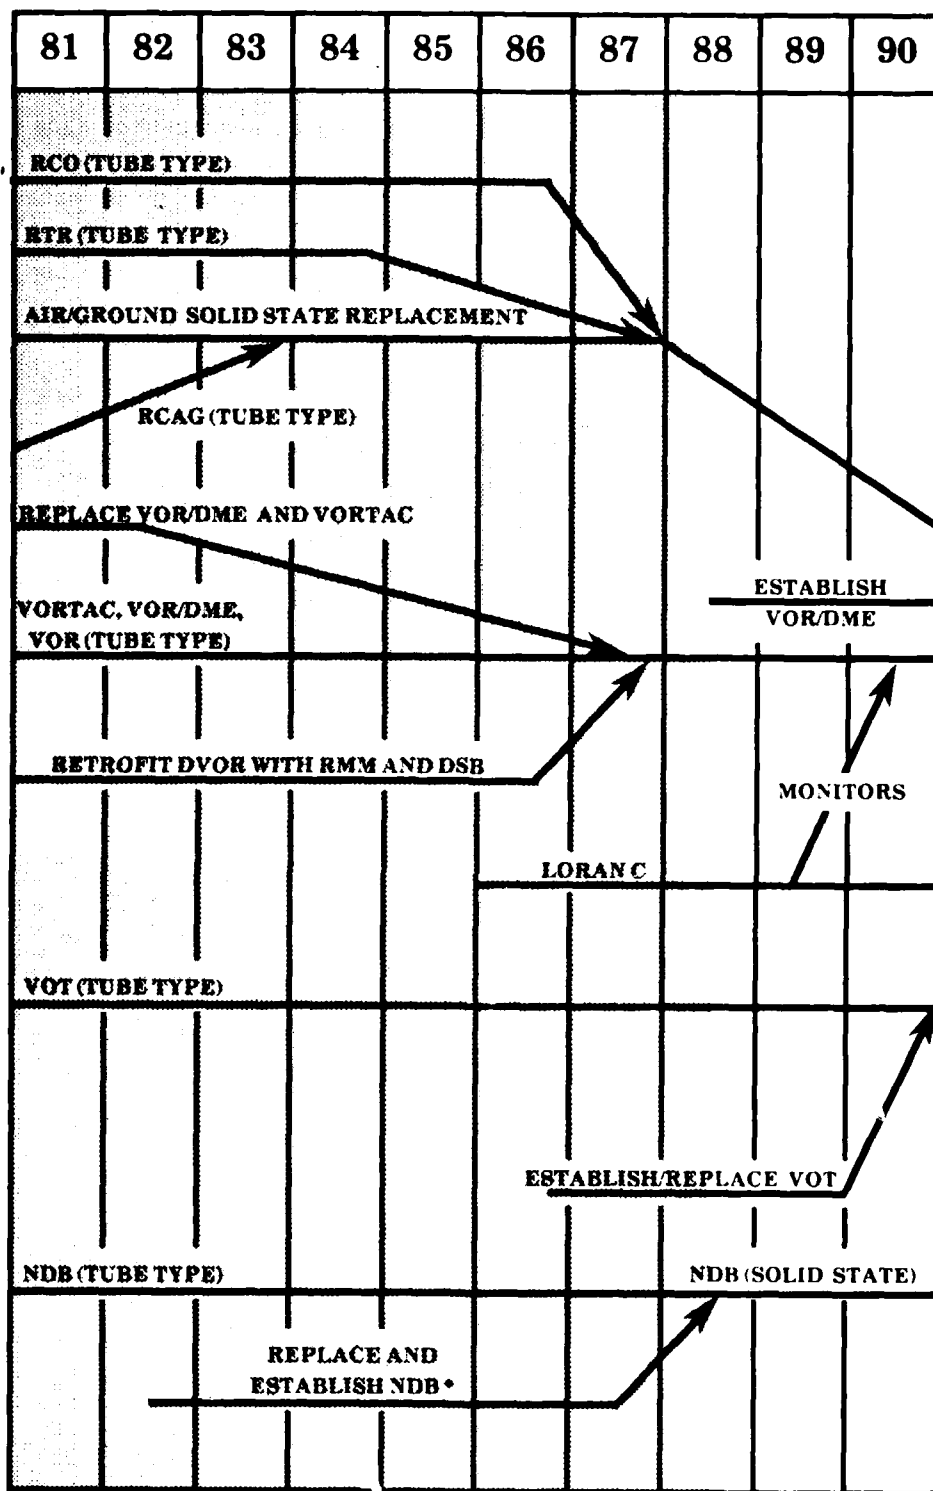 81 82 83 84 85 86 87 88 89 90
RCO (TUBE TYPE)
RTR (TUBE TYPE)
AIR/GROUND SOLID STATE REPLACEMENT
RCAG (TUBE TYPE)
REPLACE VOR/DME AND VORTAC
ESTABLISH
VOR/DME
VORTAC, VOR/DME,
VOR (TUBE TYPE)
RETROFIT DVOR WITH RMM AND DSB
MONITORS
LORAN C
VOT (TUBE TYPE)
ESTABLISH/REPLACE VOT
NDB (TUBE TYPE)
NDB (SOLID STATE)
REPLACE AND
ESTABLISH NDB*